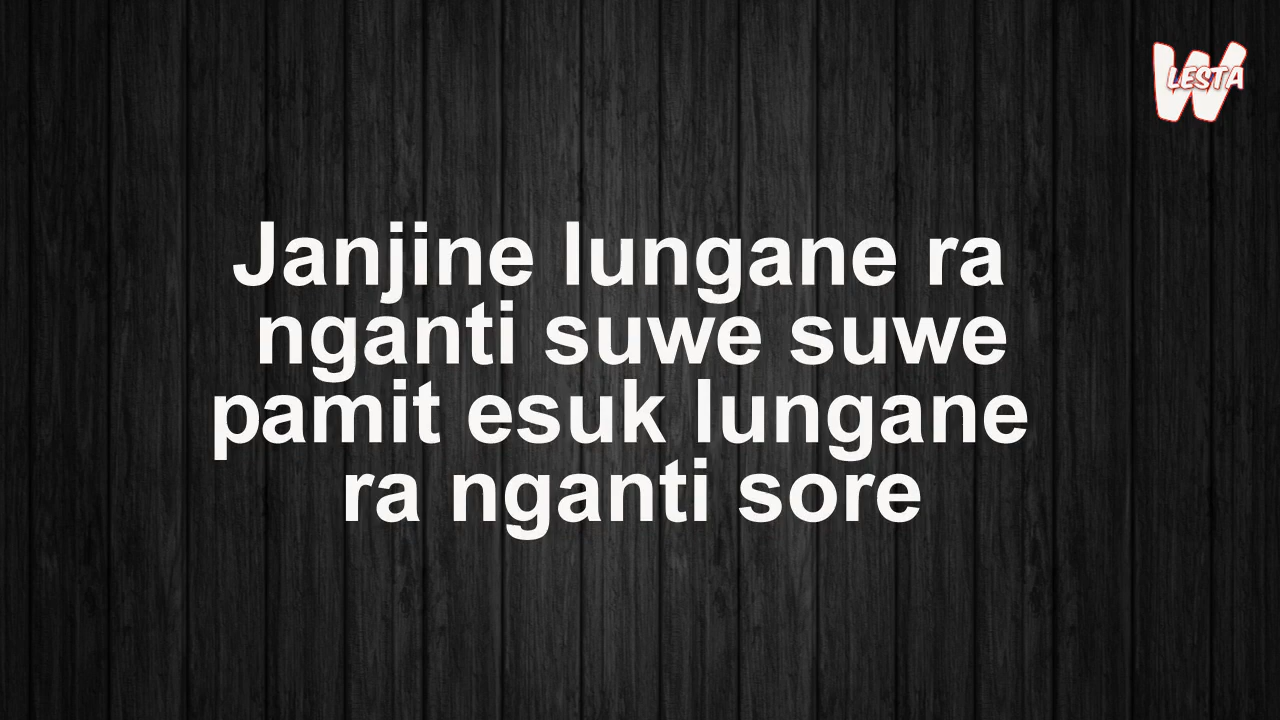 W LESTA
Janjine lungane ra
nganti suwe suwe
pamit esuk lungane
ra nganti sore